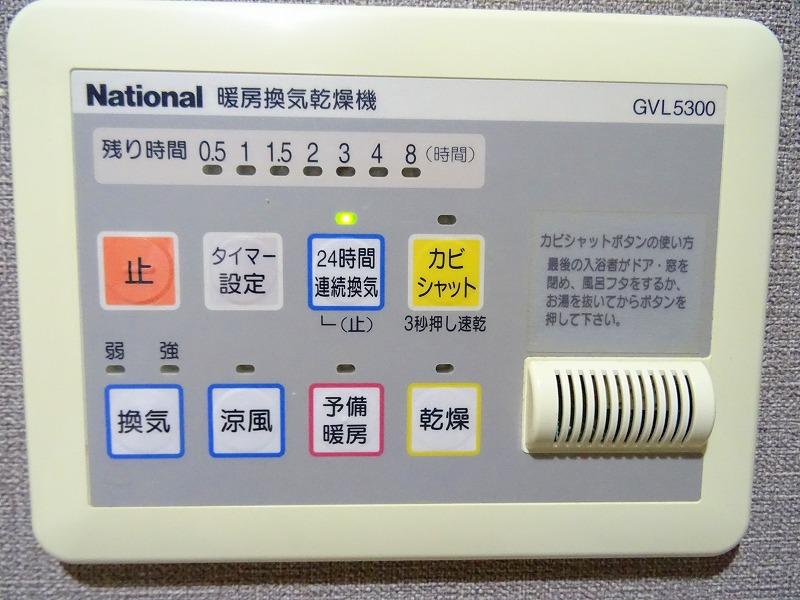 National 暖房換気乾燥機 GVL5300
残り時間 0.5 1 1.5 2 3 4 8 (時間)
止
タイマー
設定
24時間
連続換気
(止)
カビ
シャット
3秒押し速乾
カビシャットボタンの使い方
最後の入浴者がドア・窓を
閉め、風呂フタをするか、
お湯を抜いてからボタンを
押して下さい。
弱 強
換気
涼風
予備
暖房
乾燥